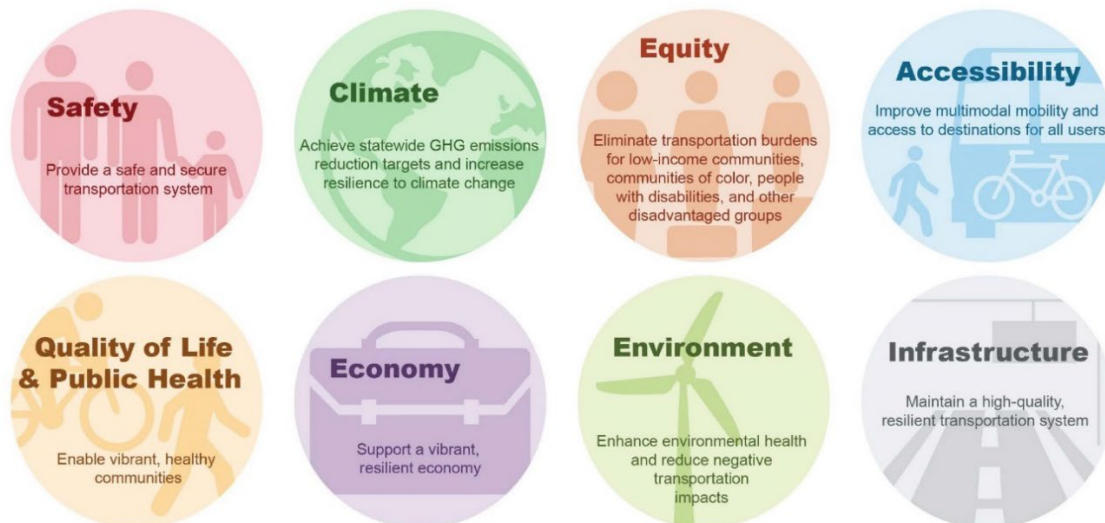 Safety
Provide a safe and secure
transportation system
Climate
Achieve statewide GHG emissions
reduction targets and increase
resilience to climate change
Equity
Eliminate transportation burdens
for low-income communities,
communities of color, people
with disabilities, and other
disadvantaged groups
Accessibility
Improve multimodal mobility and
access to destinations for all users
Quality of Life
& Public Health
Enable vibrant, healthy
communities
Economy
Support a vibrant,
resilient economy
Environment
Enhance environmental health
and reduce negative
transportation
impacts
Infrastructure
Maintain a high-quality,
resilient transportation system